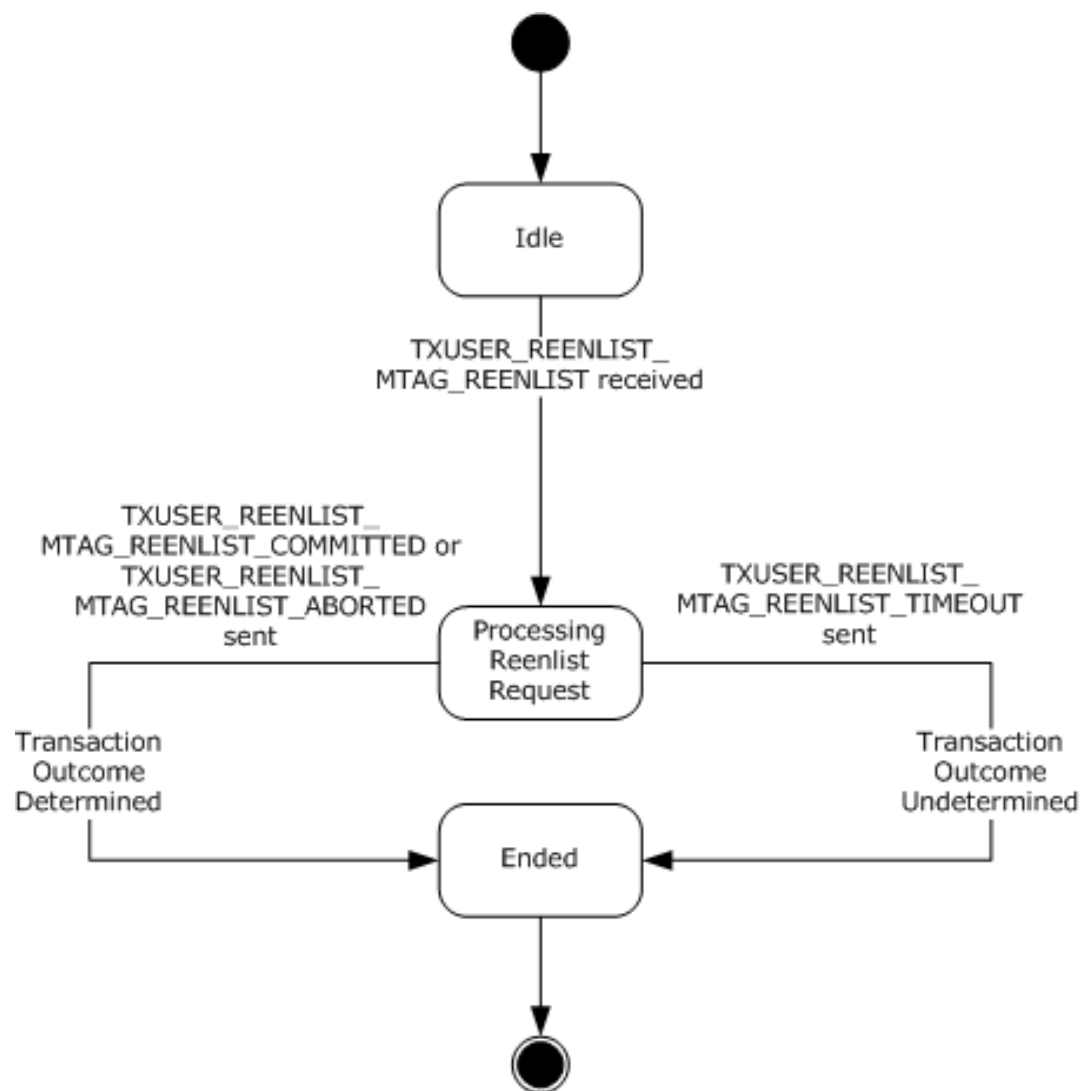 Idle
TXUSER_REENLIST_
MTAG_REENLIST received
TXUSER_REENLIST_
MTAG_REENLIST_COMMITTED or
TXUSER_REENLIST_
MTAG_REENLIST_ABORTED
sent
TXUSER_REENLIST_
MTAG_REENLIST_TIMEOUT
sent
Processing
Reenlist
Request
Transaction
Outcome
Determined
Transaction
Outcome
Undetermined
Ended